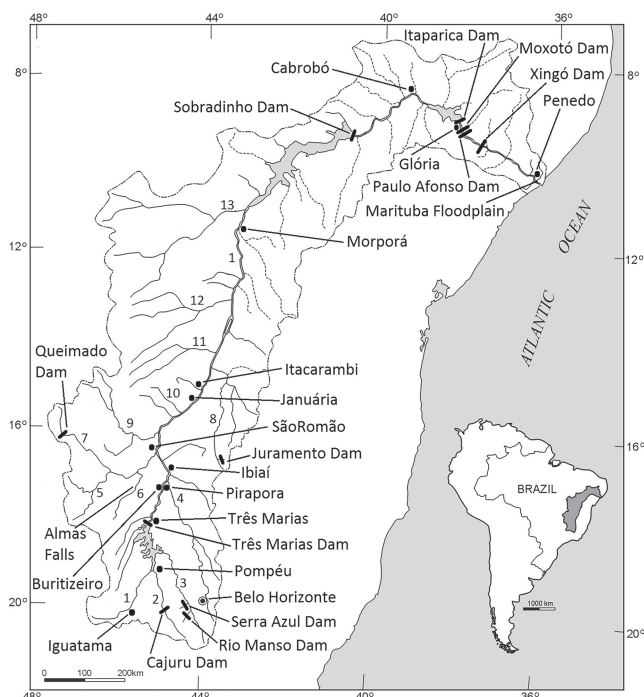 48°
44°
40°
36°
Itaparica Dam
Moxotó Dam
Cabrobó
Xingó Dam
8°
8°
Sobradinho Dam
Penedo
Glória
Paulo Afonso Dam
Marituba Floodplain
13
OCEAN
Morporá
12°
1
12°
12
ATLANTIC
11
Queimado
Dam
Itacarambi
10
Januária
8
SãoRomão
16°
9
7
16°
Juramento Dam
Ibiaí
5
6
4
Pirapora
BRAZIL
Três Marias
Almas
Falls
Três Marias Dam
Buritizeiro
Pompéu
3
1
2
Belo Horizonte
1000 km
20°
Serra Azul Dam
20°
Iguatama
Rio Manso Dam
Cajuru Dam
0 100 200km
48°
44°
40°
36°